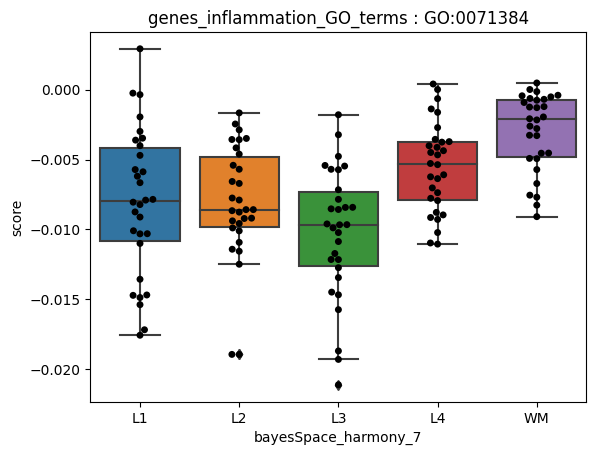 genes_inflammation_GO_terms : GO:0071384
score
0.000
−0.005
−0.010
−0.015
−0.020
L1 L2 L3 L4 WM
bayesSpace_harmony_7